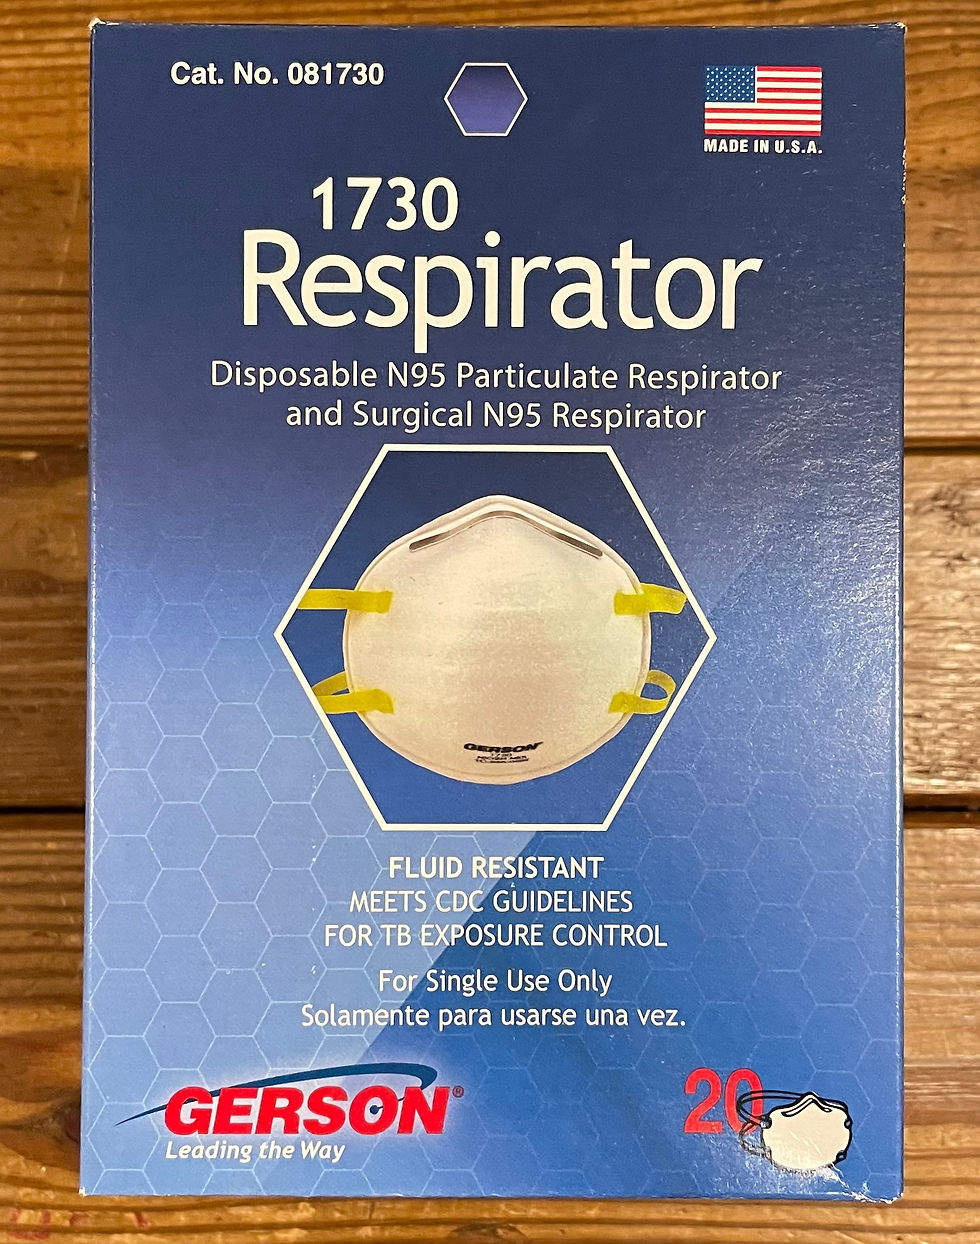 Cat. No. 081730
MADE IN U.S.A.
1730
Respirator
Disposable N95 Particulate Respirator
and Surgical N95 Respirator
GERSON
1730
FLUID RESISTANT
MEETS CDC GUIDELINES
FOR TB EXPOSURE CONTROL
For Single Use Only
Solamente para usarse una vez.
GERSON®
Leading the Way
20